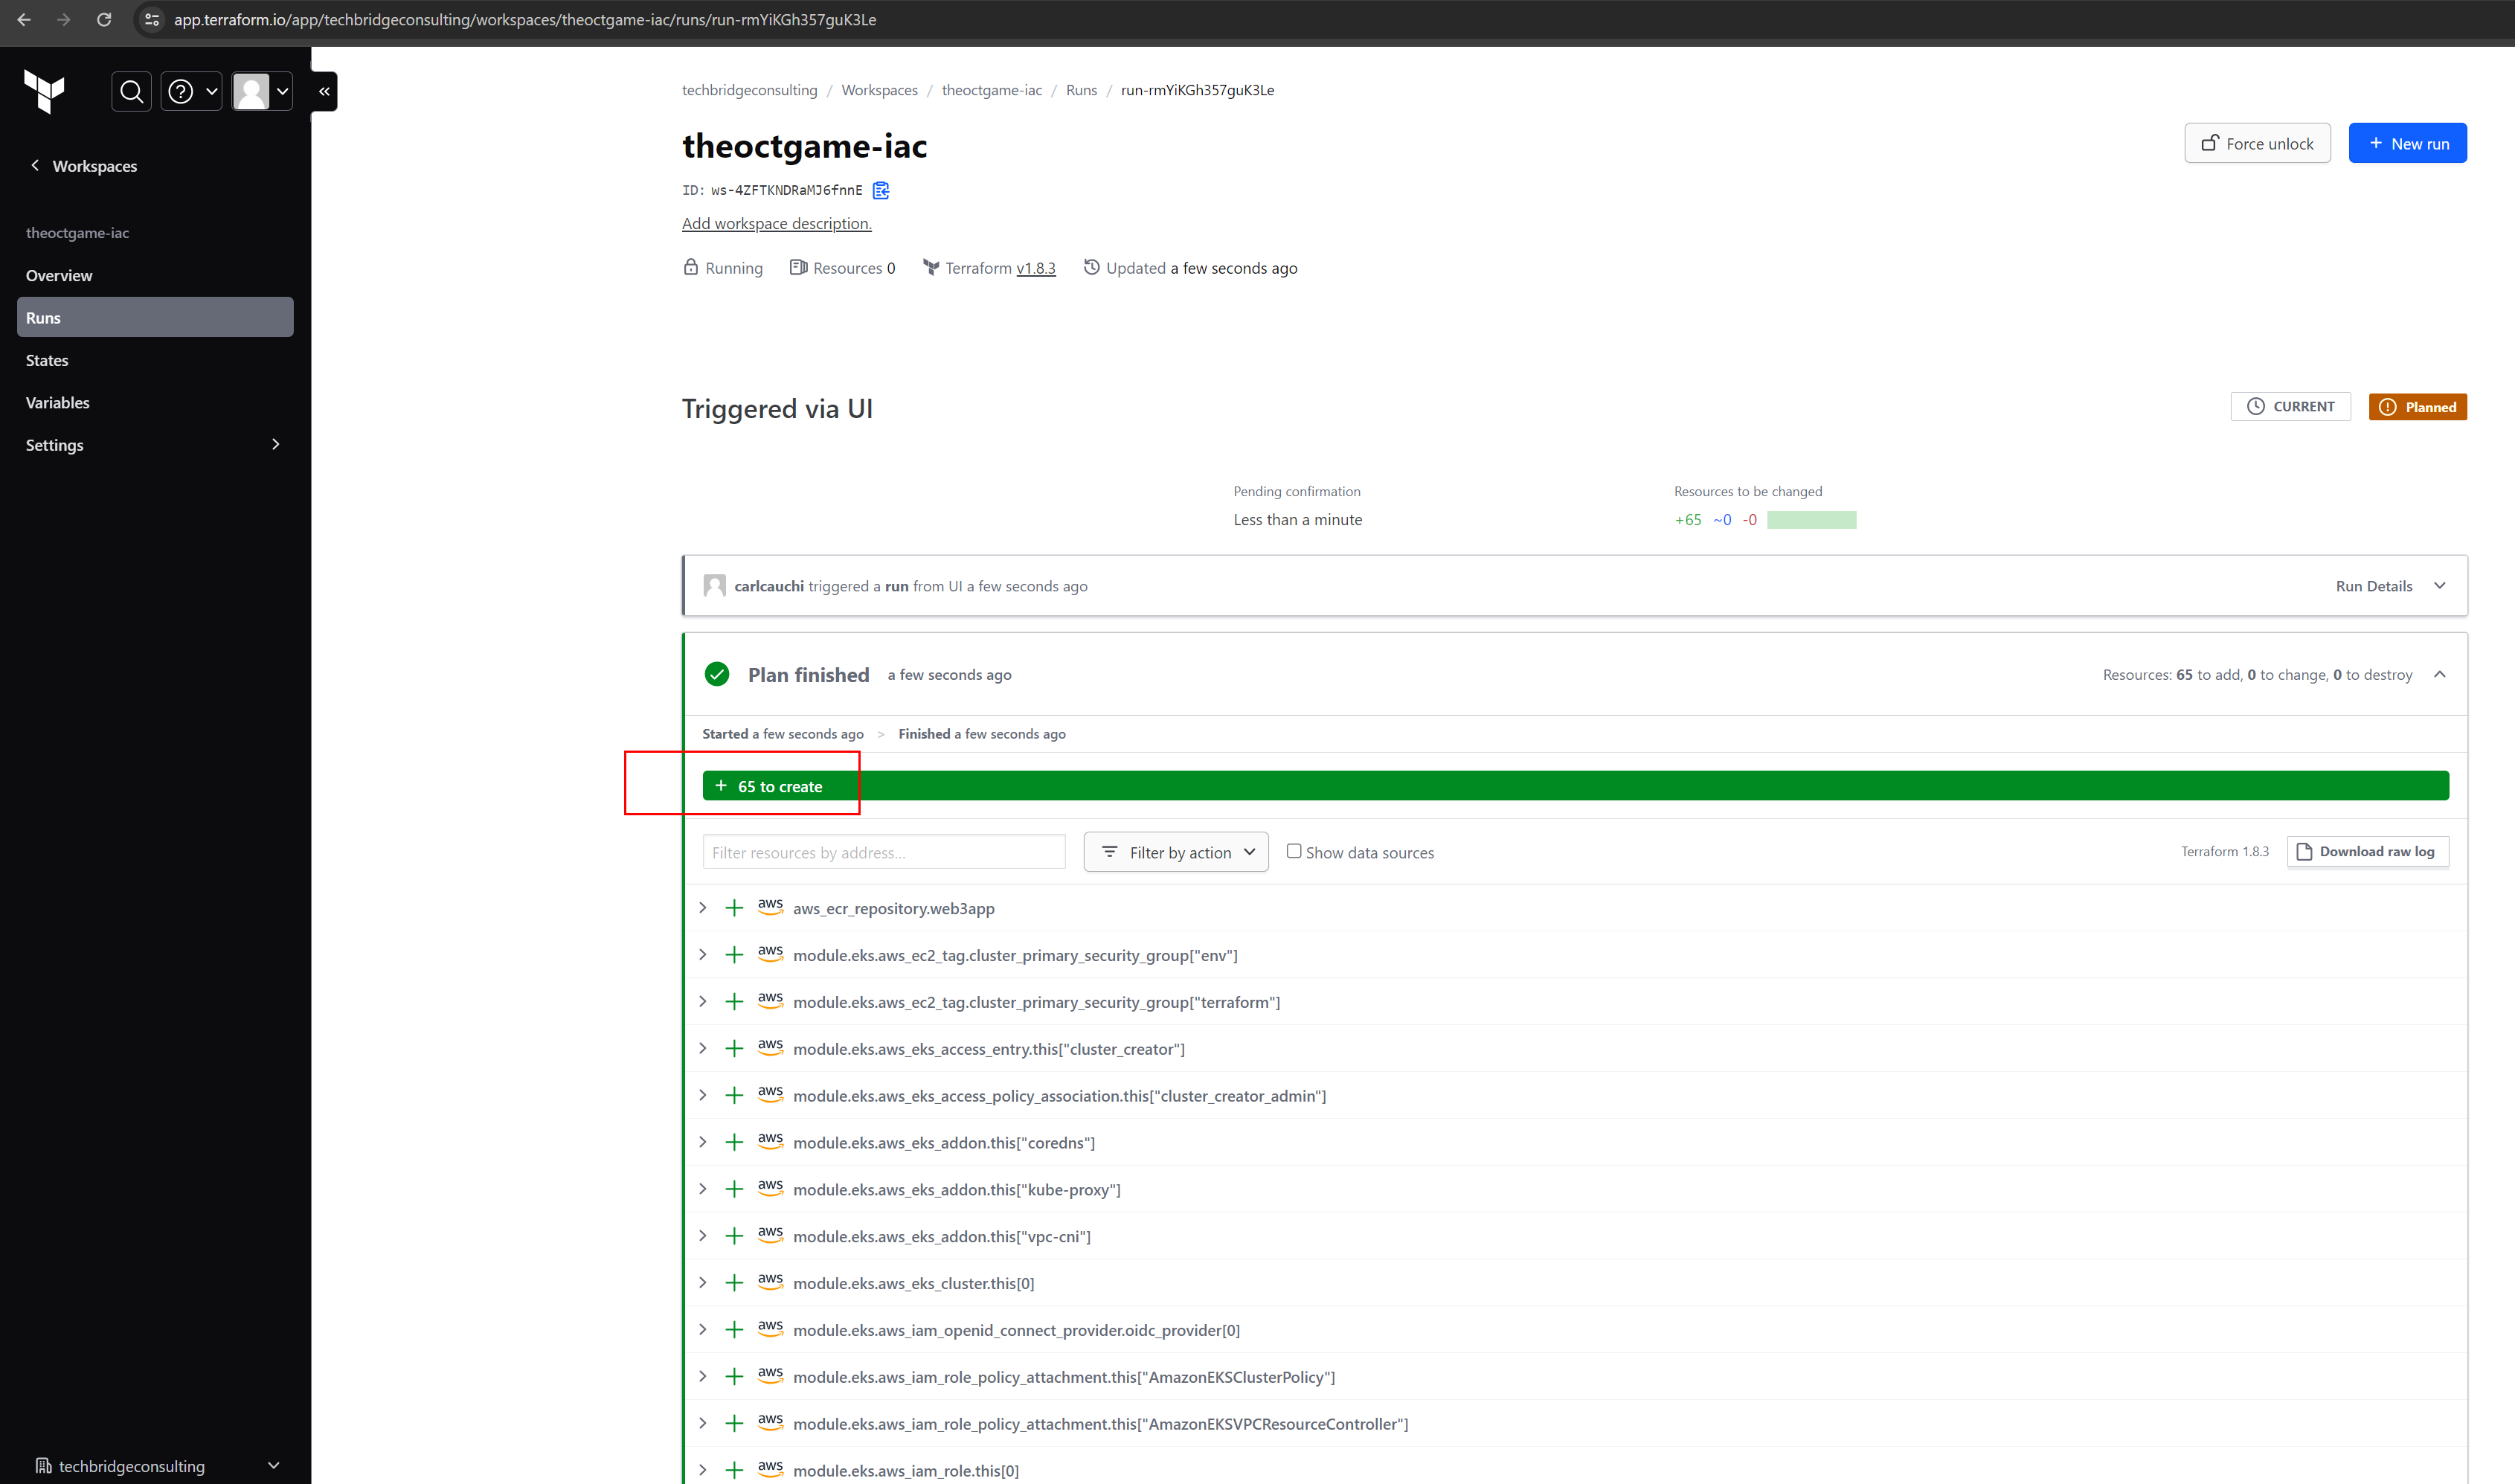 app.terraform.io/app/techbridgeconsulting/workspaces/theoctgame-iac/runs/run-rmYiKGh357guK3Le
techbridgeconsulting / Workspaces / theoctgame-iac / Runs / run-rmYiKGh357guK3Le
theoctgame-iac
Force unlock
+ New run
Workspaces
ID: ws-4ZFTKNDRaMJ6fnnE
Add workspace description.
theoctgame-iac
Running Resources 0 Terraform v1.8.3 Updated a few seconds ago
Overview
Runs
States
Variables
Settings
Triggered via UI
CURRENT
Planned
Pending confirmation
Less than a minute
Resources to be changed
+65 ~0 -0
carlcauchi triggered a run from UI a few seconds ago
Run Details
Plan finished a few seconds ago
Resources: 65 to add, 0 to change, 0 to destroy
Started a few seconds ago > Finished a few seconds ago
+ 65 to create
Filter resources by address...
Filter by action
Show data sources
Terraform 1.8.3
Download raw log
aws aws_ecr_repository.web3app
aws module.eks.aws_ec2_tag.cluster_primary_security_group["env"]
aws module.eks.aws_ec2_tag.cluster_primary_security_group["terraform"]
aws module.eks.aws_eks_access_entry.this["cluster_creator"]
aws module.eks.aws_eks_access_policy_association.this["cluster_creator_admin"]
aws module.eks.aws_eks_addon.this["coredns"]
aws module.eks.aws_eks_addon.this["kube-proxy"]
aws module.eks.aws_eks_addon.this["vpc-cni"]
aws module.eks.aws_eks_cluster.this[0]
aws module.eks.aws_iam_openid_connect_provider.oidc_provider[0]
aws module.eks.aws_iam_role_policy_attachment.this["AmazonEKSClusterPolicy"]
aws module.eks.aws_iam_role_policy_attachment.this["AmazonEKSVPCResourceController"]
aws module.eks.aws_iam_role.this[0]
techbridgeconsulting